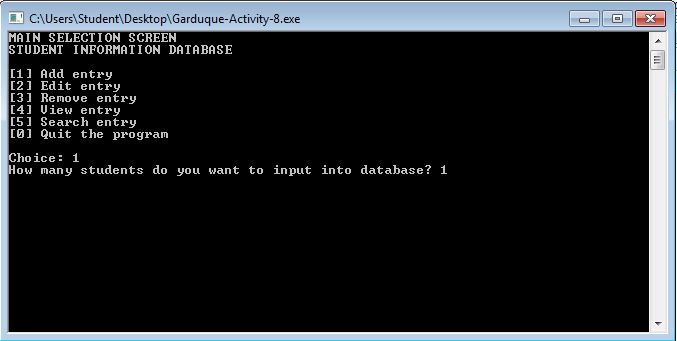 C:\Users\Student\Desktop\Garduque-Activity-8.exe
MAIN SELECTION SCREEN
STUDENT INFORMATION DATABASE
[1] Add entry
[2] Edit entry
[3] Remove entry
[4] View entry
[5] Search entry
[0] Quit the program
Choice: 1
How many students do you want to input into database? 1